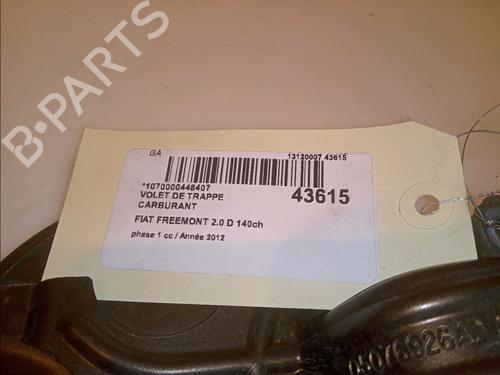 B-PARTS
GA
13120007 43615
*1070000448407
VOLET DE TRAPPE
CARBURANT
43615
FIAT FREEMONT 2.0 D 140ch
phase 1 cc / Année 2012